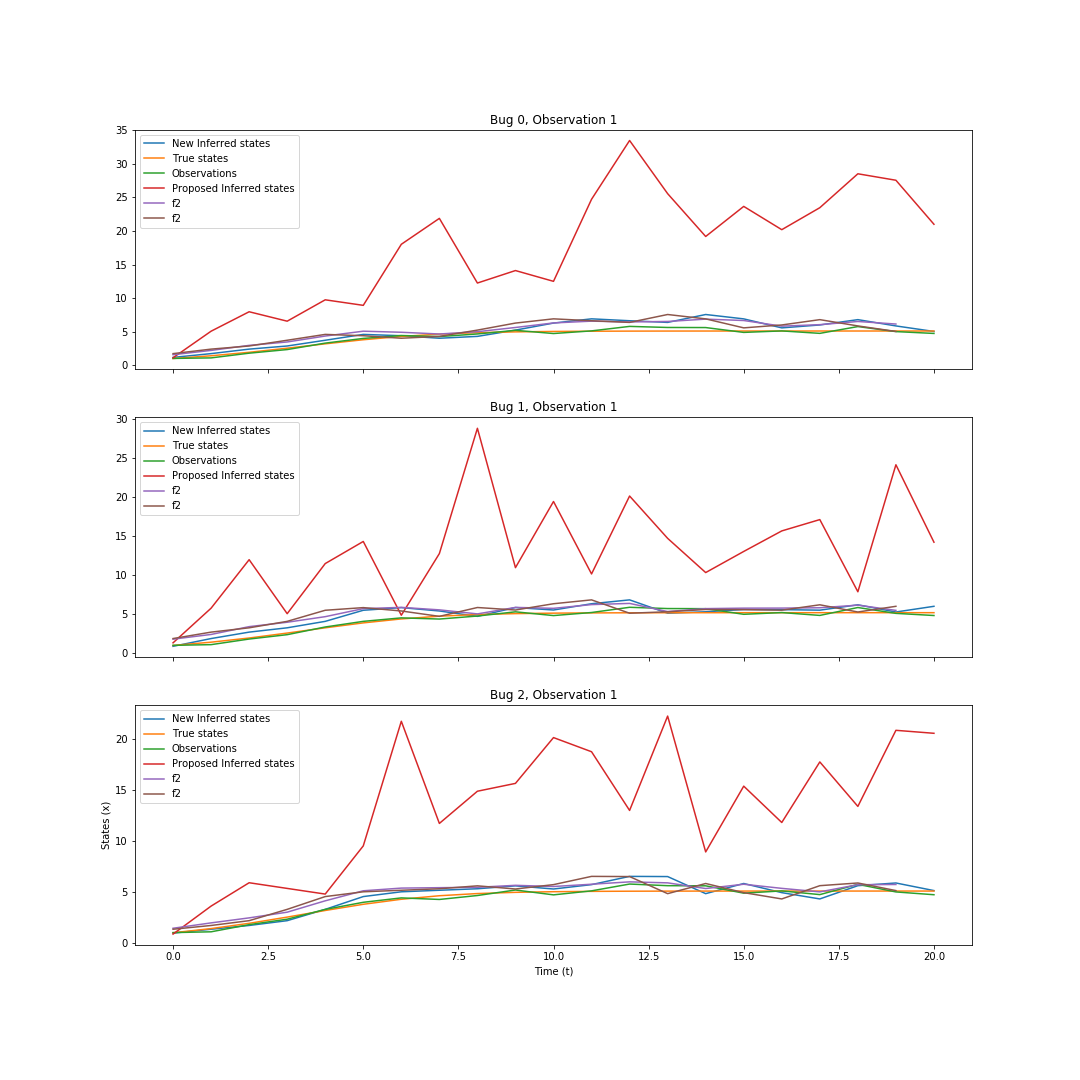 Bug 0, Observation 1
35
30
25
20
15
10
5
0
New Inferred states
True states
Observations
Proposed Inferred states
f2
f2
Bug 1, Observation 1
30
25
20
15
10
5
0
New Inferred states
True states
Observations
Proposed Inferred states
f2
f2
Bug 2, Observation 1
20
15
10
5
0
States (x)
New Inferred states
True states
Observations
Proposed Inferred states
f2
f2
0.0 2.5 5.0 7.5 10.0 12.5 15.0 17.5 20.0
Time (t)